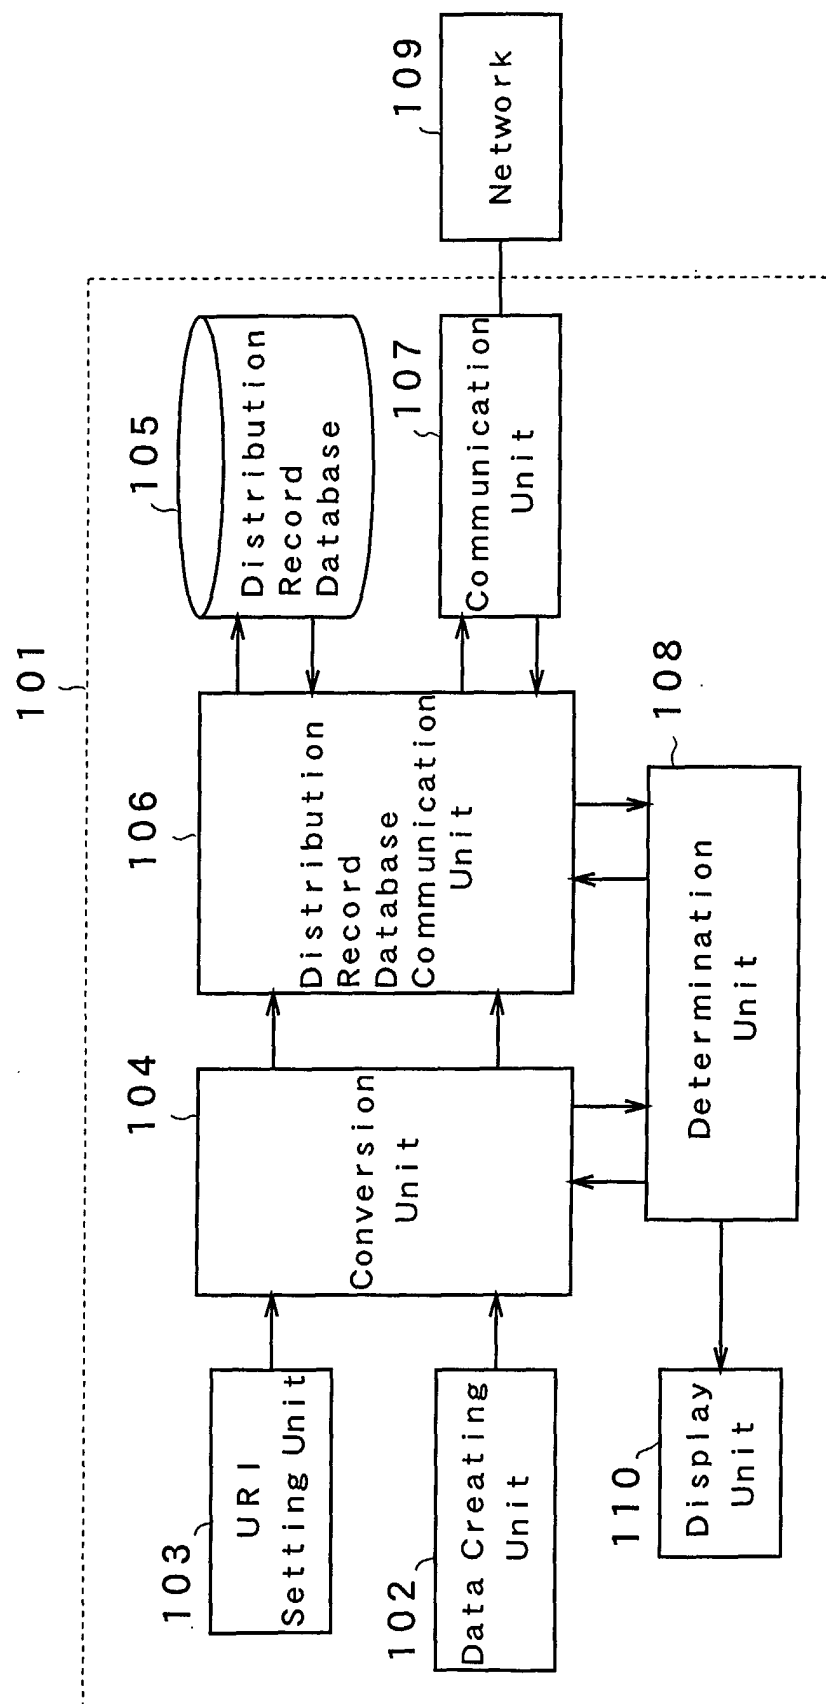 101
103
URI
Setting Unit
104
Conversion
Unit
106
Distribution
Record
Database
Communication
Unit
105
Distribution
Record
Database
102
Data Creating
Unit
107
Communication
Unit
109
Network
110
Display
Unit
108
Determination
Unit